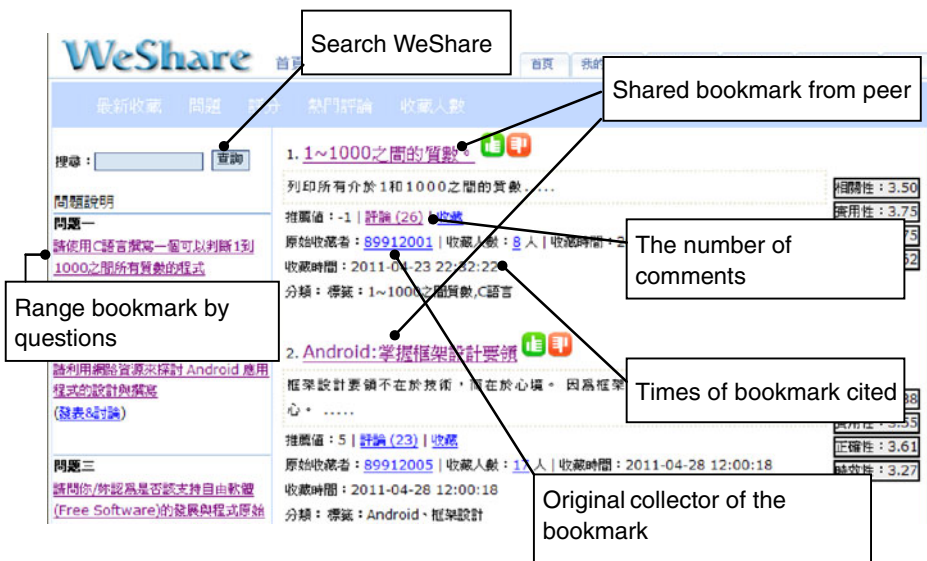 Search WeShare
WeShare
首頁
首頁
Shared bookmark from peer
最新收藏 問題 熱門評論 收藏人數
搜尋： 查詢
1. 1~1000之間的質數。
列印所有介於1和1000之間的質數.....
相關性：3.50
問題說明
推薦值：-1 | 評論 (26) | 收藏
實用性：3.75
問題一
原始收藏者：89912001 | 收藏人數：8 人 | 收藏時間：2
The number of
comments
請使用C語言撰寫一個可以判斷1到
1000之間所有質數的程式
收藏時間：2011-04-23 22:32:22
分類： 標籤：1~1000之間質數,C語言
Range bookmark by
questions
2. Android:掌握框架設計要領
請利用網路資源來探討 Android 應用
程式的設計與撰寫
(發表&討論)
框架設計要領不在於技術，而在於心境。 因爲框架
心。 .....
Times of bookmark cited
推薦值：5 | 評論 (23) | 收藏
正確性：3.61
問題三
原始收藏者：89912005 | 收藏人數：17 人 | 收藏時間：2011-04-28 12:00:18
時效性：3.27
請問你/妳認爲是否該支持自由軟體
(Free Software)的發展與程式原始
收藏時間：2011-04-28 12:00:18
分類： 標籤：Android、框架設計
Original collector of the
bookmark